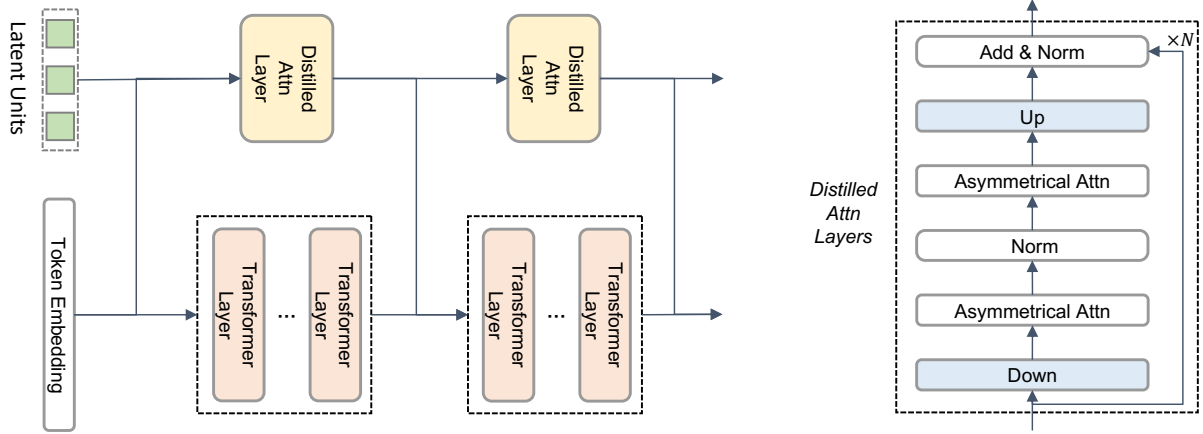 Latent Units
Token Embedding
Distilled
Attn
Layer
Distilled
Attn
Layer
Transformer
Layer
...
Transformer
Layer
Transformer
Layer
...
Transformer
Layer
Distilled
Attn
Layers
×N
Add & Norm
Up
Asymmetrical Attn
Norm
Asymmetrical Attn
Down